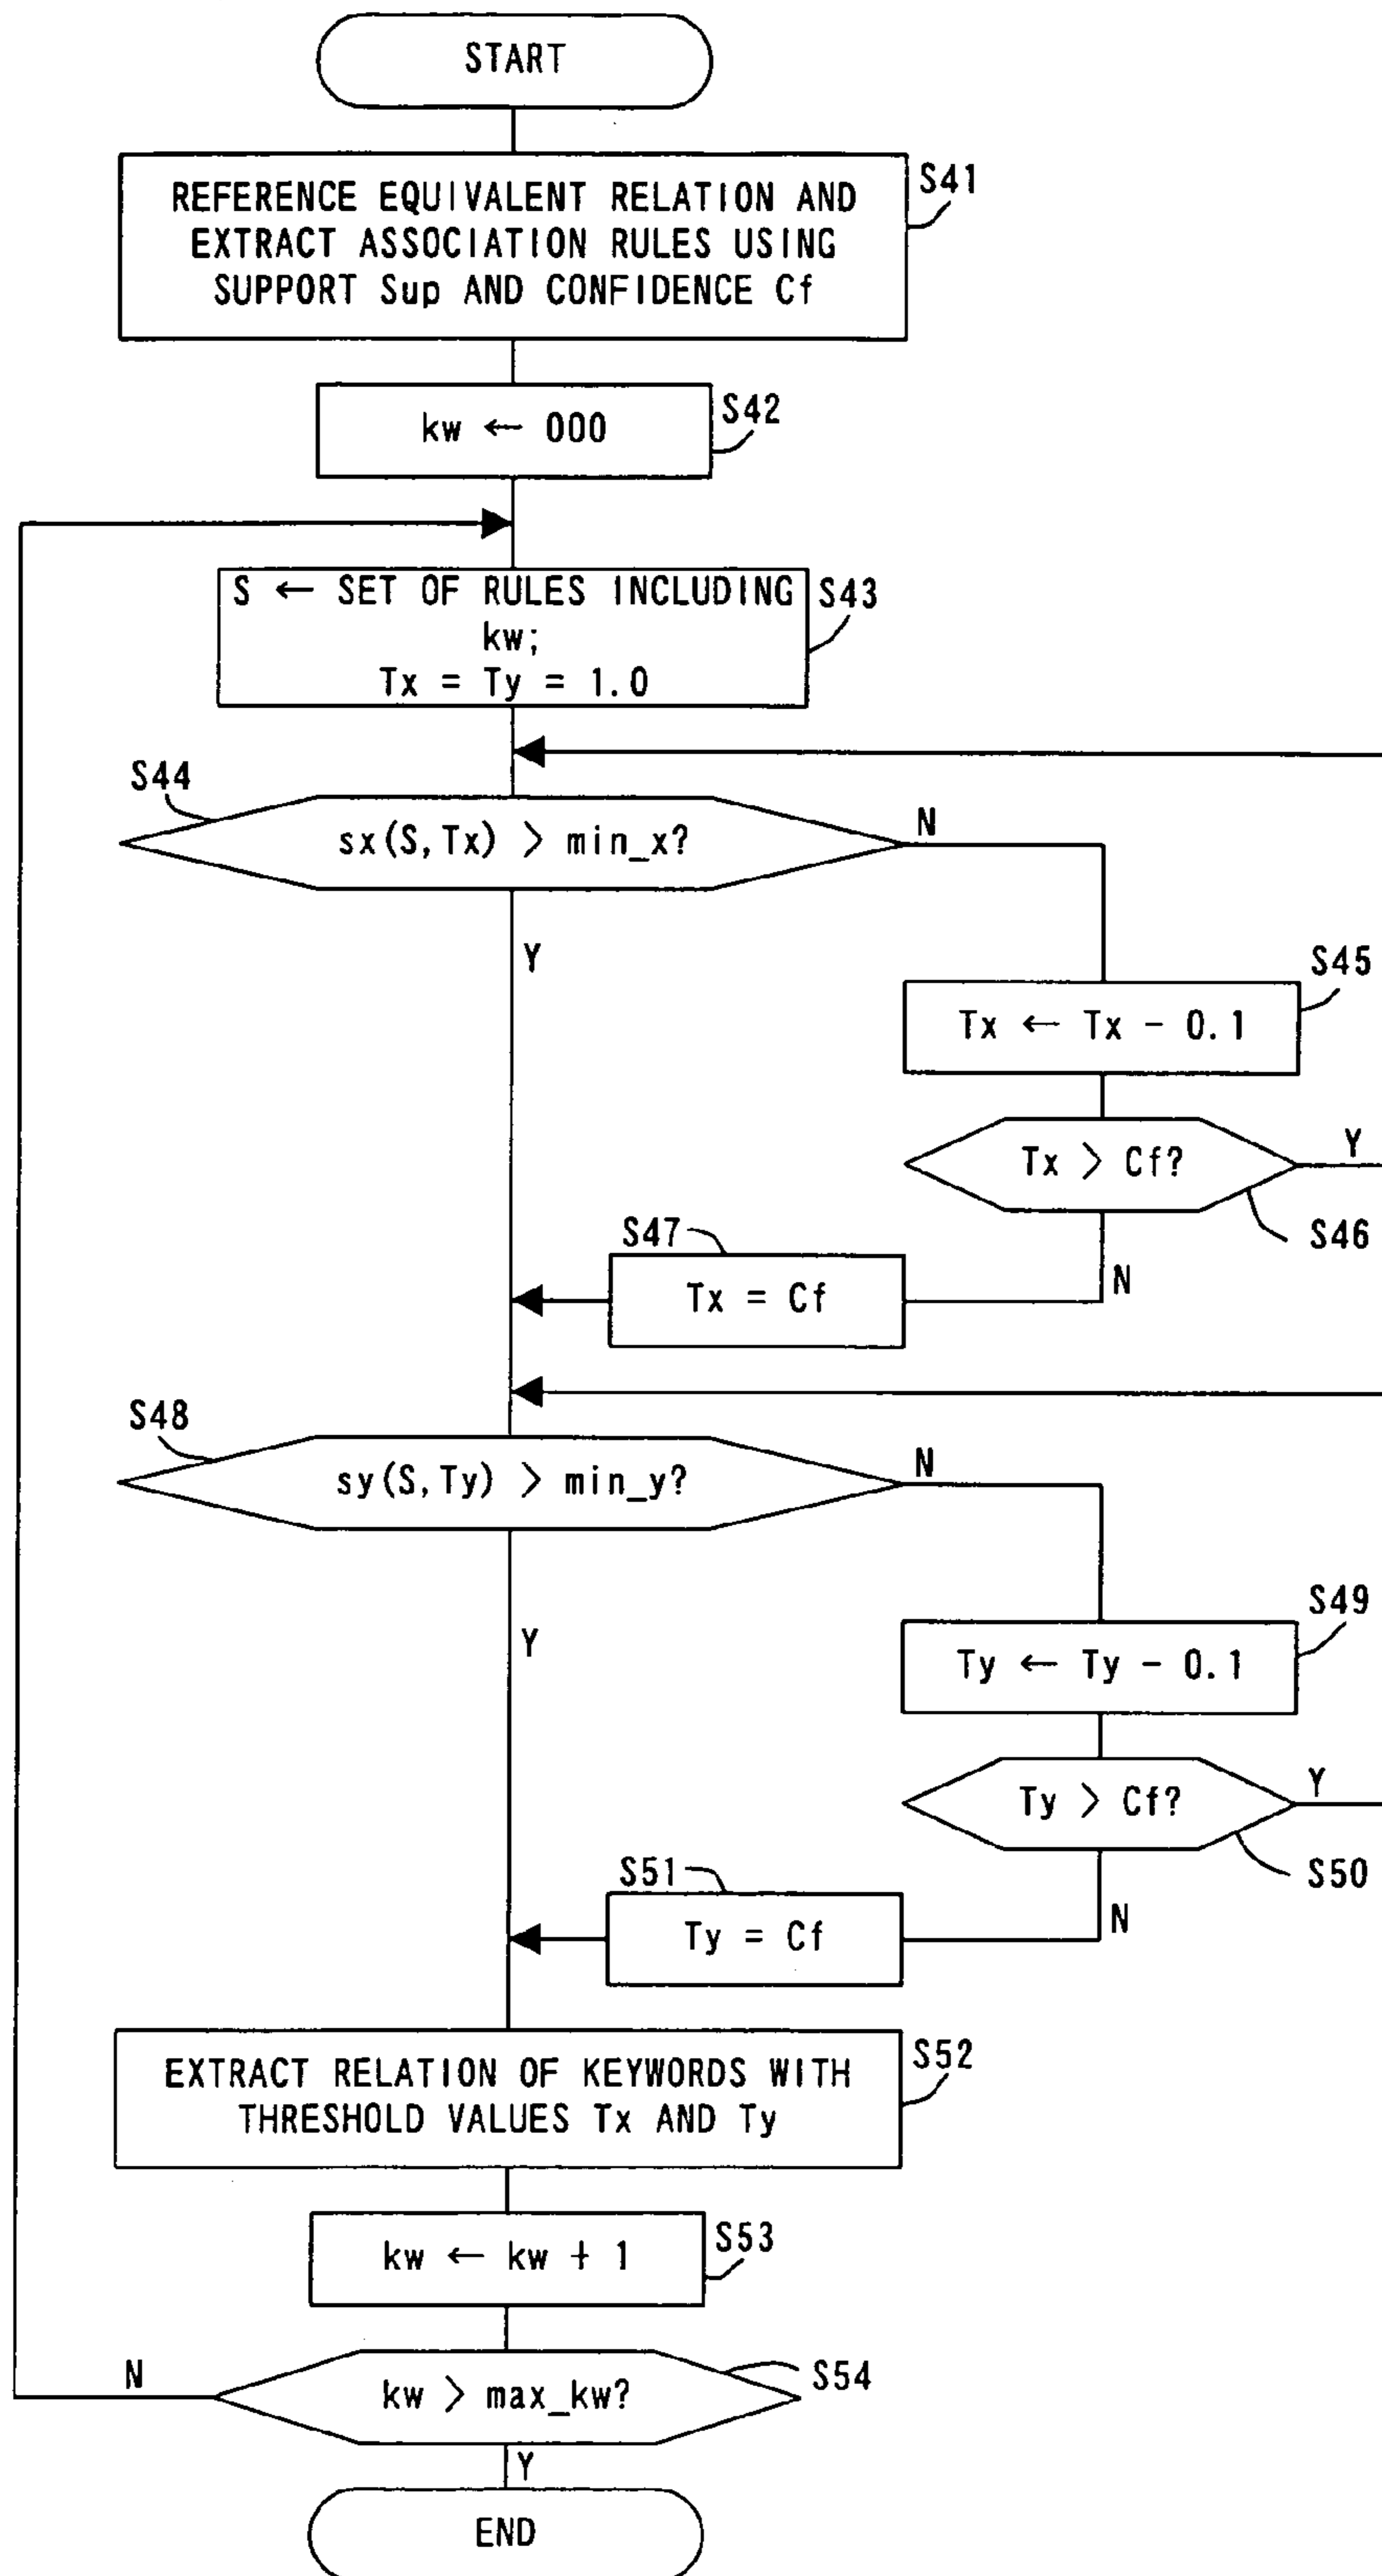 START
REFERENCE EQUIVALENT RELATION AND
EXTRACT ASSOCIATION RULES USING
SUPPORT Sup AND CONFIDENCE Cf
S41
kw ← 000
S42
S ← SET OF RULES INCLUDING
kw;
Tx = Ty = 1.0
S43
S44
sx(S,Tx) > min_x?
N
Y
S45
Tx ← Tx - 0.1
Tx > Cf?
Y
S46
S47
Tx = Cf
N
S48
sy(S,Ty) > min_y?
N
Y
S49
Ty ← Ty - 0.1
Ty > Cf?
Y
S50
S51
Ty = Cf
N
EXTRACT RELATION OF KEYWORDS WITH
THRESHOLD VALUES Tx AND Ty
S52
kw ← kw + 1
S53
N
kw > max_kw?
S54
Y
END